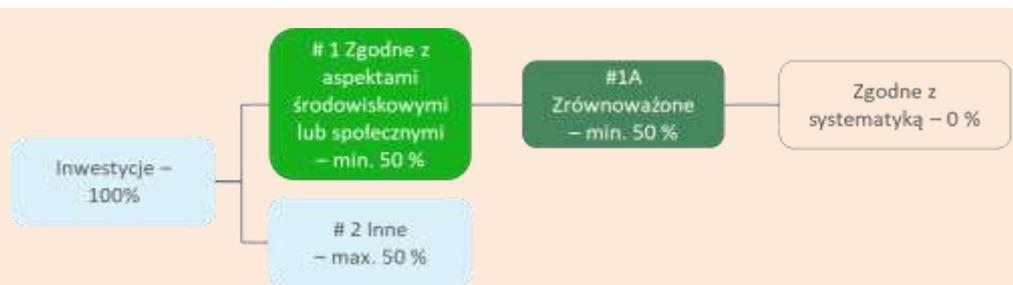 Inwestycje –
100%
# 1 Zgodne z
aspektami
środowiskowymi
lub społecznymi
– min. 50 %
# 2 Inne
– max. 50 %
#1A
Zrównoważone
– min. 50 %
Zgodne z
systematyką – 0 %